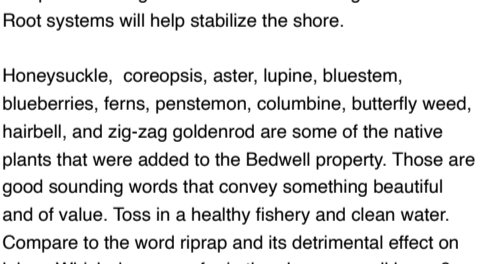 Root systems will help stabilize the shore.
Honeysuckle,  coreopsis, aster, lupine, bluestem,
blueberries, ferns, penstemon, columbine, butterfly weed,
hairbell, and zig-zag goldenrod are some of the native
plants that were added to the Bedwell property. Those are
good sounding words that convey something beautiful
and of value. Toss in a healthy fishery and clean water.
Compare to the word riprap and its detrimental effect on